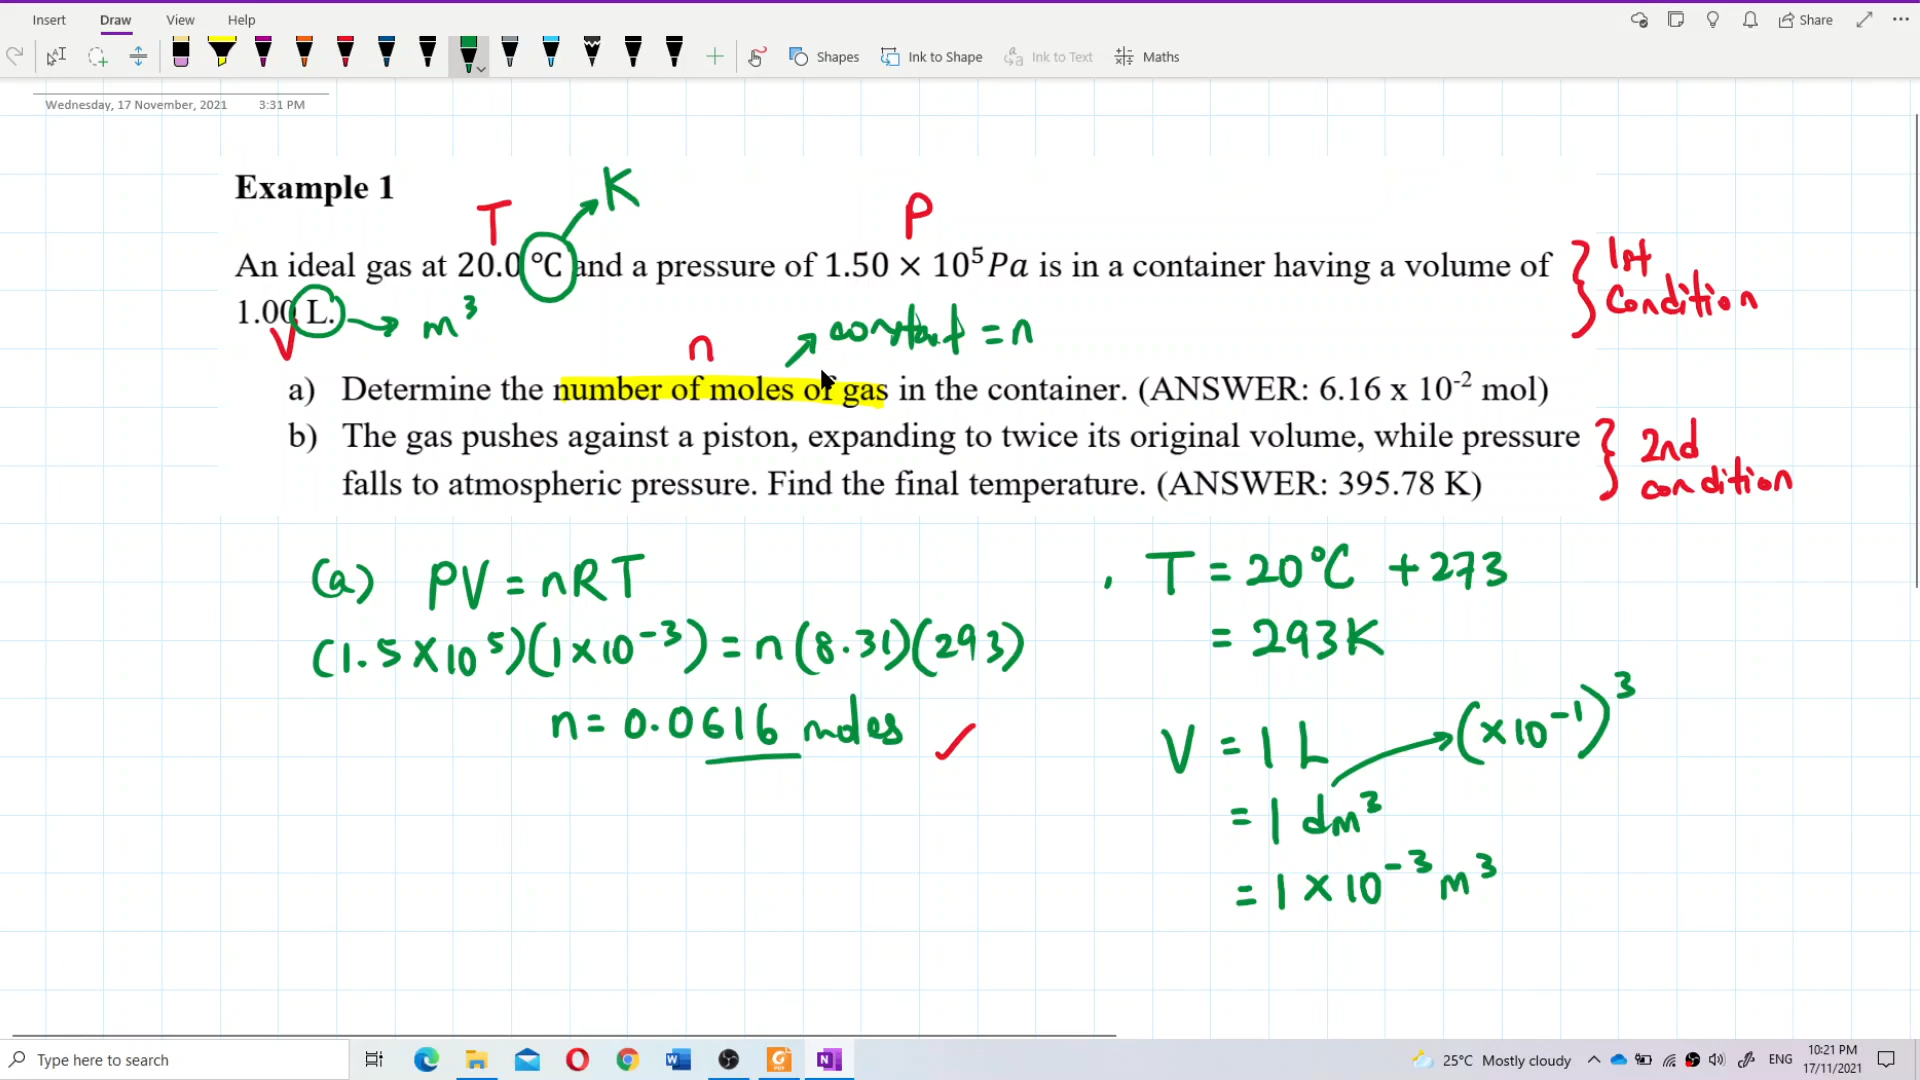 Insert Draw View Help
Share
Shapes Ink to Shape Ink to Text Maths
Wednesday, 17 November, 2021 3:31 PM
Example 1
K
T
P
An ideal gas at 20.0 °C and a pressure of 1.50 × 10⁵ Pa is in a container having a volume of
1st
condition
1.00 L.
m³
V
n
constant = n
a) Determine the number of moles of gas in the container. (ANSWER: 6.16 x 10⁻² mol)
b) The gas pushes against a piston, expanding to twice its original volume, while pressure
falls to atmospheric pressure. Find the final temperature. (ANSWER: 395.78 K)
2nd
condition
(a) PV = nRT
(1.5 × 10⁵)(1×10⁻³) = n(8.31)(293)
n = 0.0616 moles
T = 20°C + 273
= 293K
V = 1 L
(×10⁻¹)³
= 1 dm³
= 1 × 10⁻³ m³
Type here to search
25°C Mostly cloudy
ENG
10:21 PM
17/11/2021